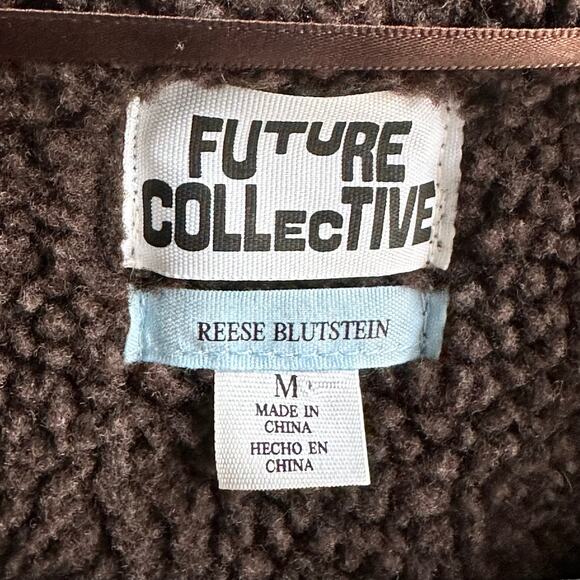 FUTURE
COLLECTIVE
REESE BLUTSTEIN
M
MADE IN
CHINA
HECHO EN
CHINA